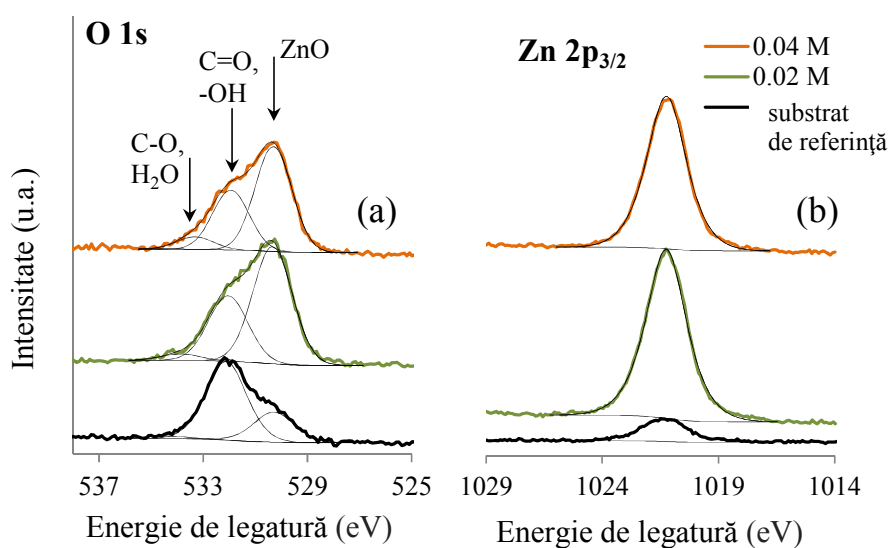 O 1s
C=O,
-OH
ZnO
C-O,
H₂O
(a)
Zn 2p₃/₂
0.04 M
0.02 M
substrat
de referinţă
(b)
Intensitate (u.a.)
537 533 529 525
Energie de legatură (eV)
1029 1024 1019 1014
Energie de legatură (eV)